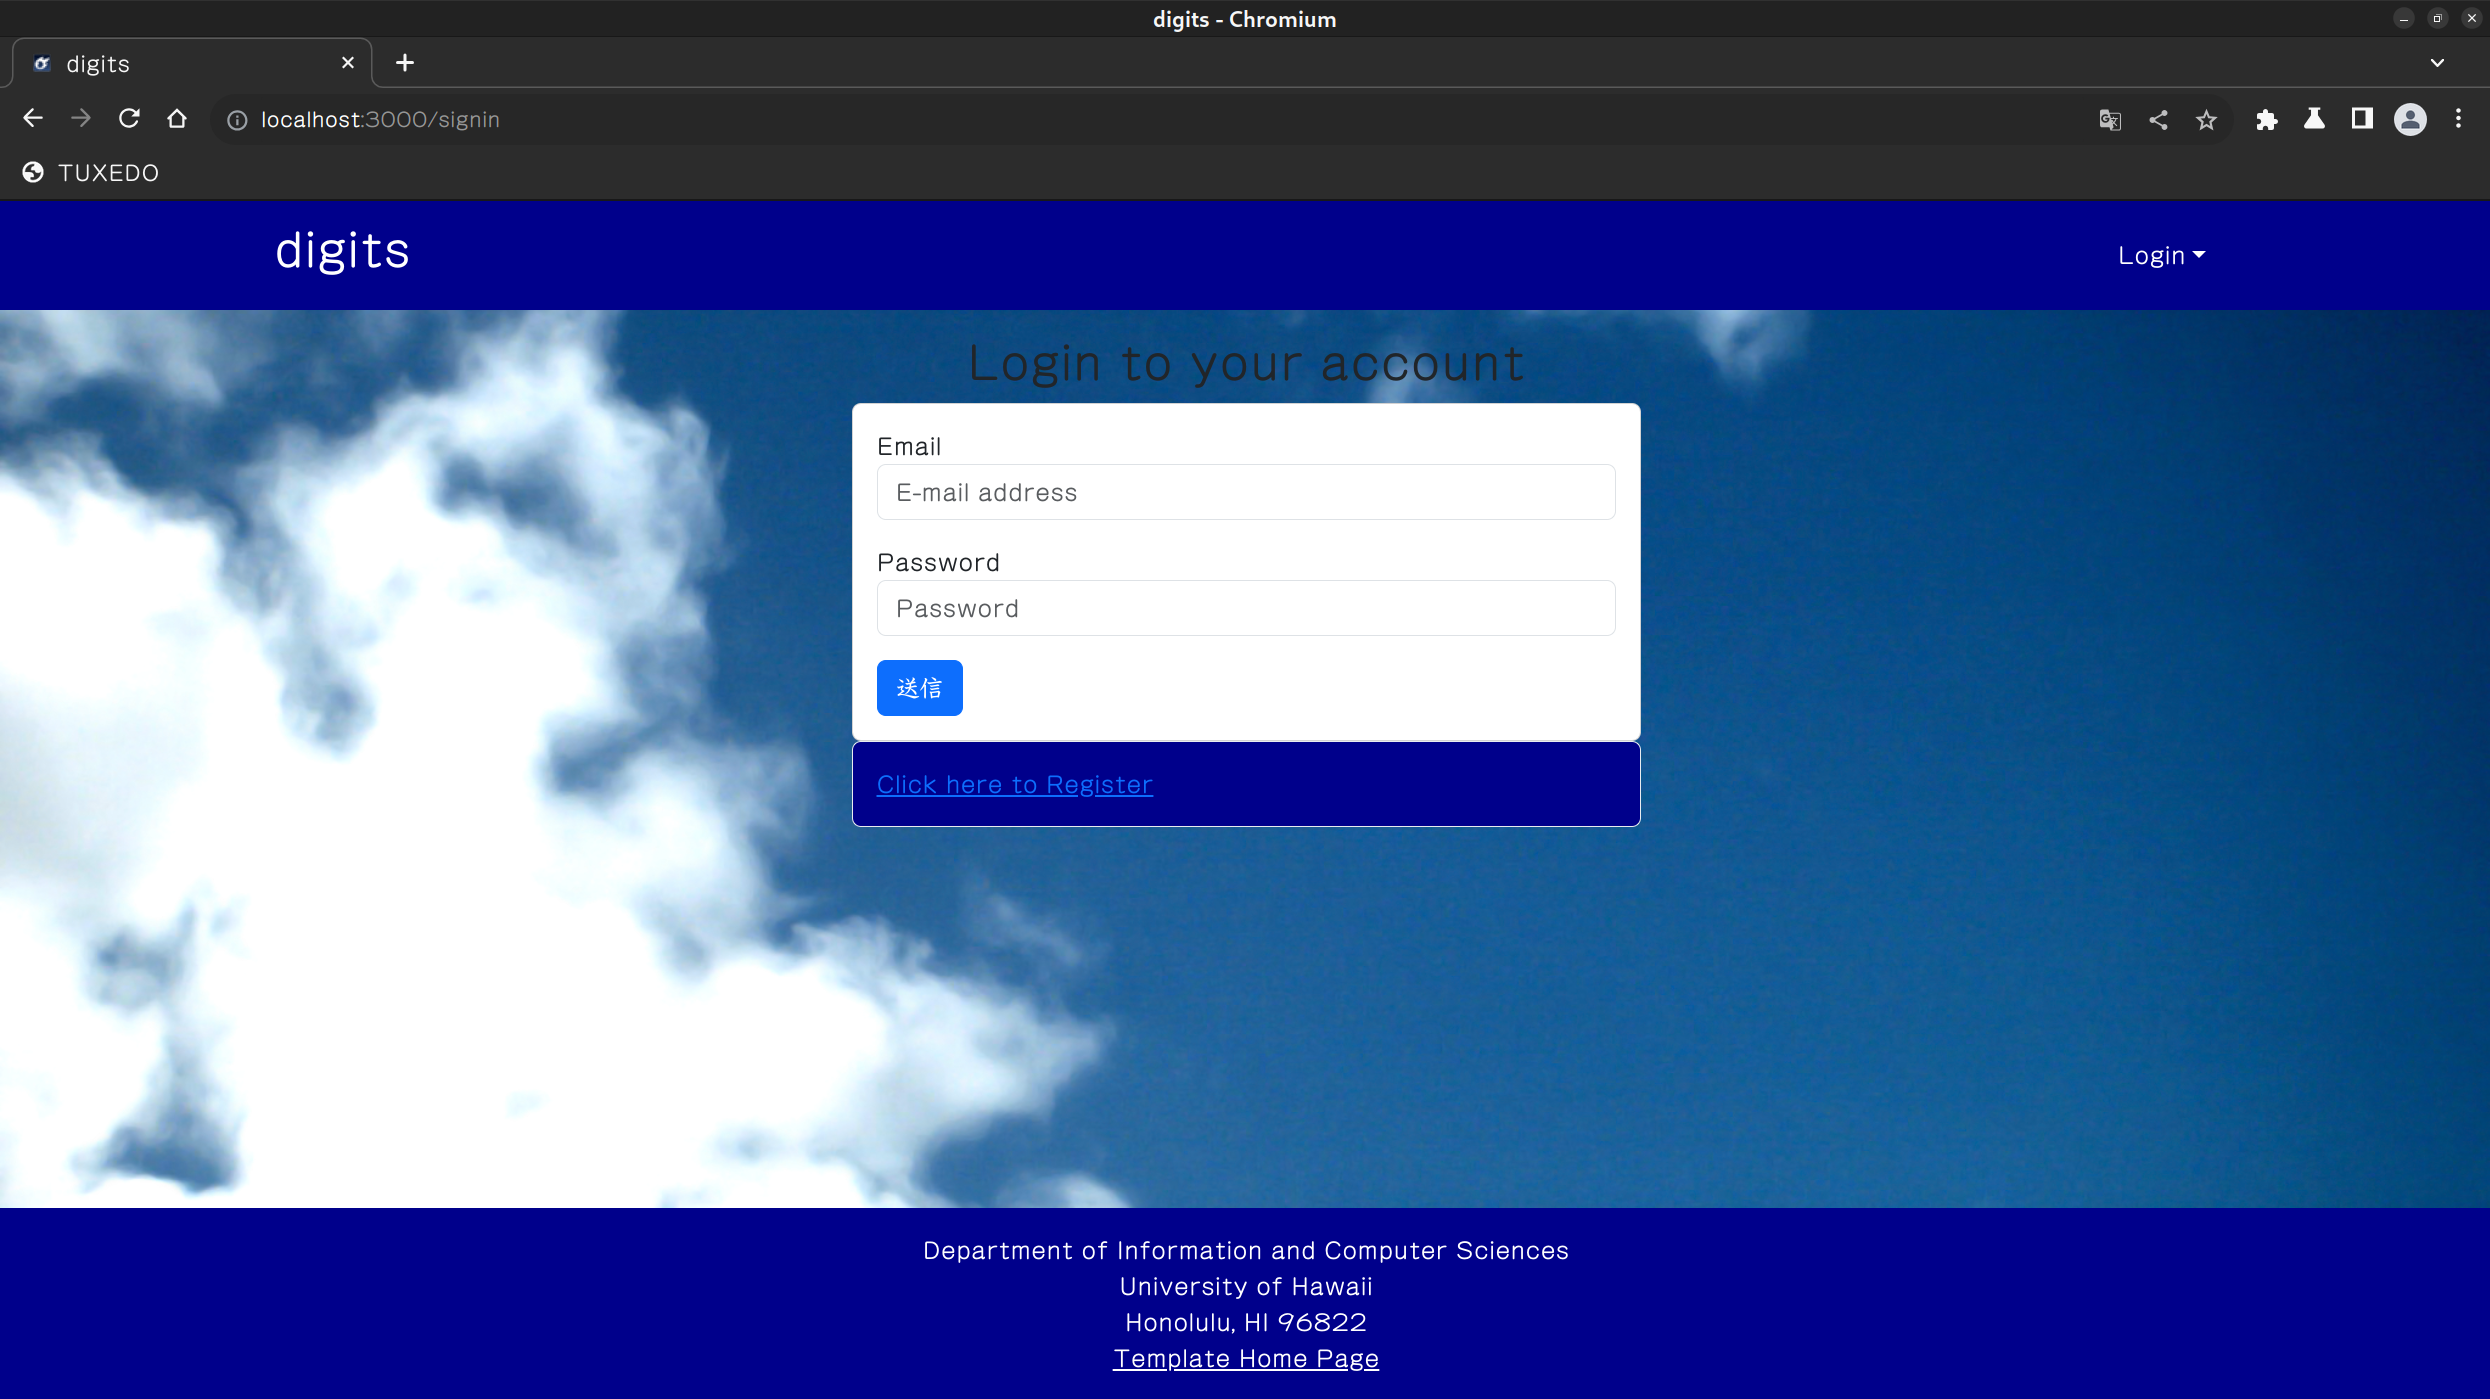 digits - Chromium
digits
localhost:3000/signin
TUXEDO
digits
Login
Login to your account
Email
E-mail address
Password
Password
送信
Click here to Register
Department of Information and Computer Sciences
University of Hawaii
Honolulu, HI 96822
Template Home Page